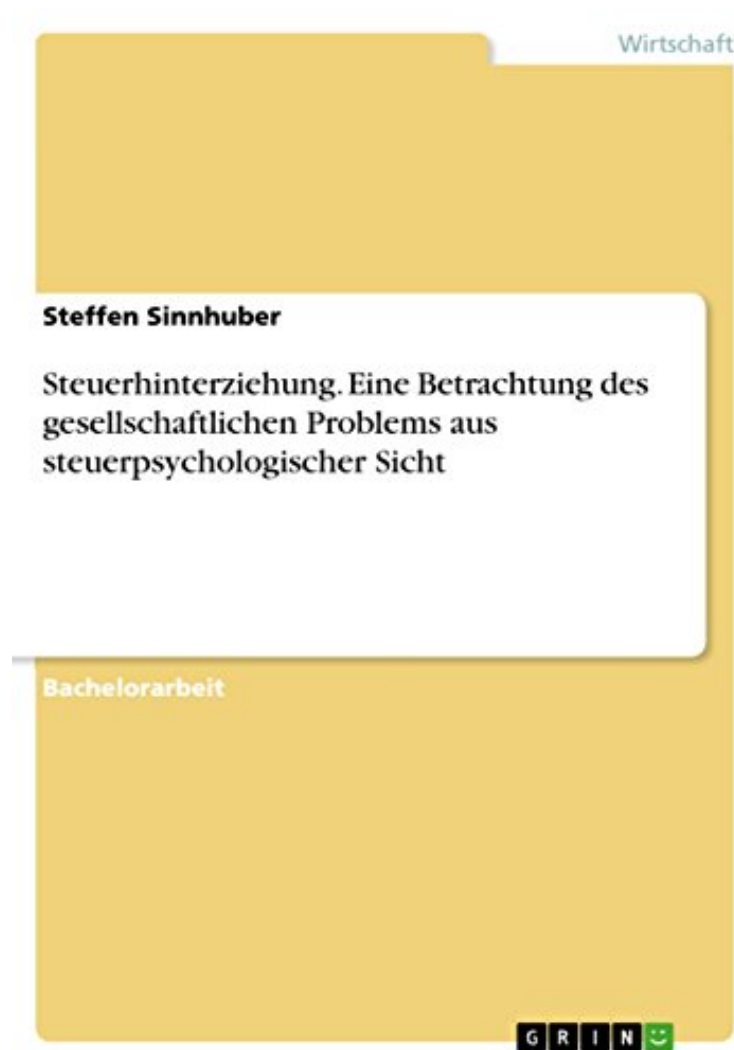 Wirtschaft
Steffen Sinnhuber
Steuerhinterziehung. Eine Betrachtung des
gesellschaftlichen Problems aus
steuerpsychologischer Sicht
Bachelorarbeit
GRIN